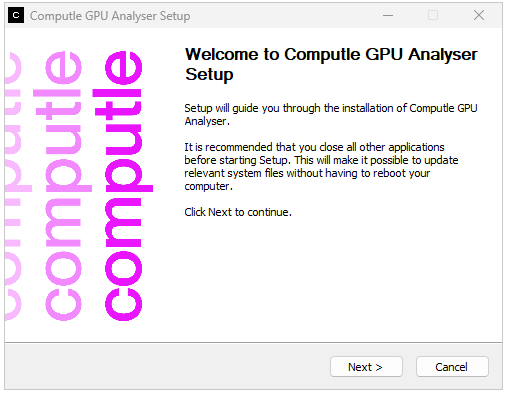 C Computle GPU Analyser Setup
computle
computle
computle
Welcome to Computle GPU Analyser
Setup
Setup will guide you through the installation of Computle GPU
Analyser.
It is recommended that you close all other applications
before starting Setup. This will make it possible to update
relevant system files without having to reboot your
computer.
Click Next to continue.
Next >
Cancel